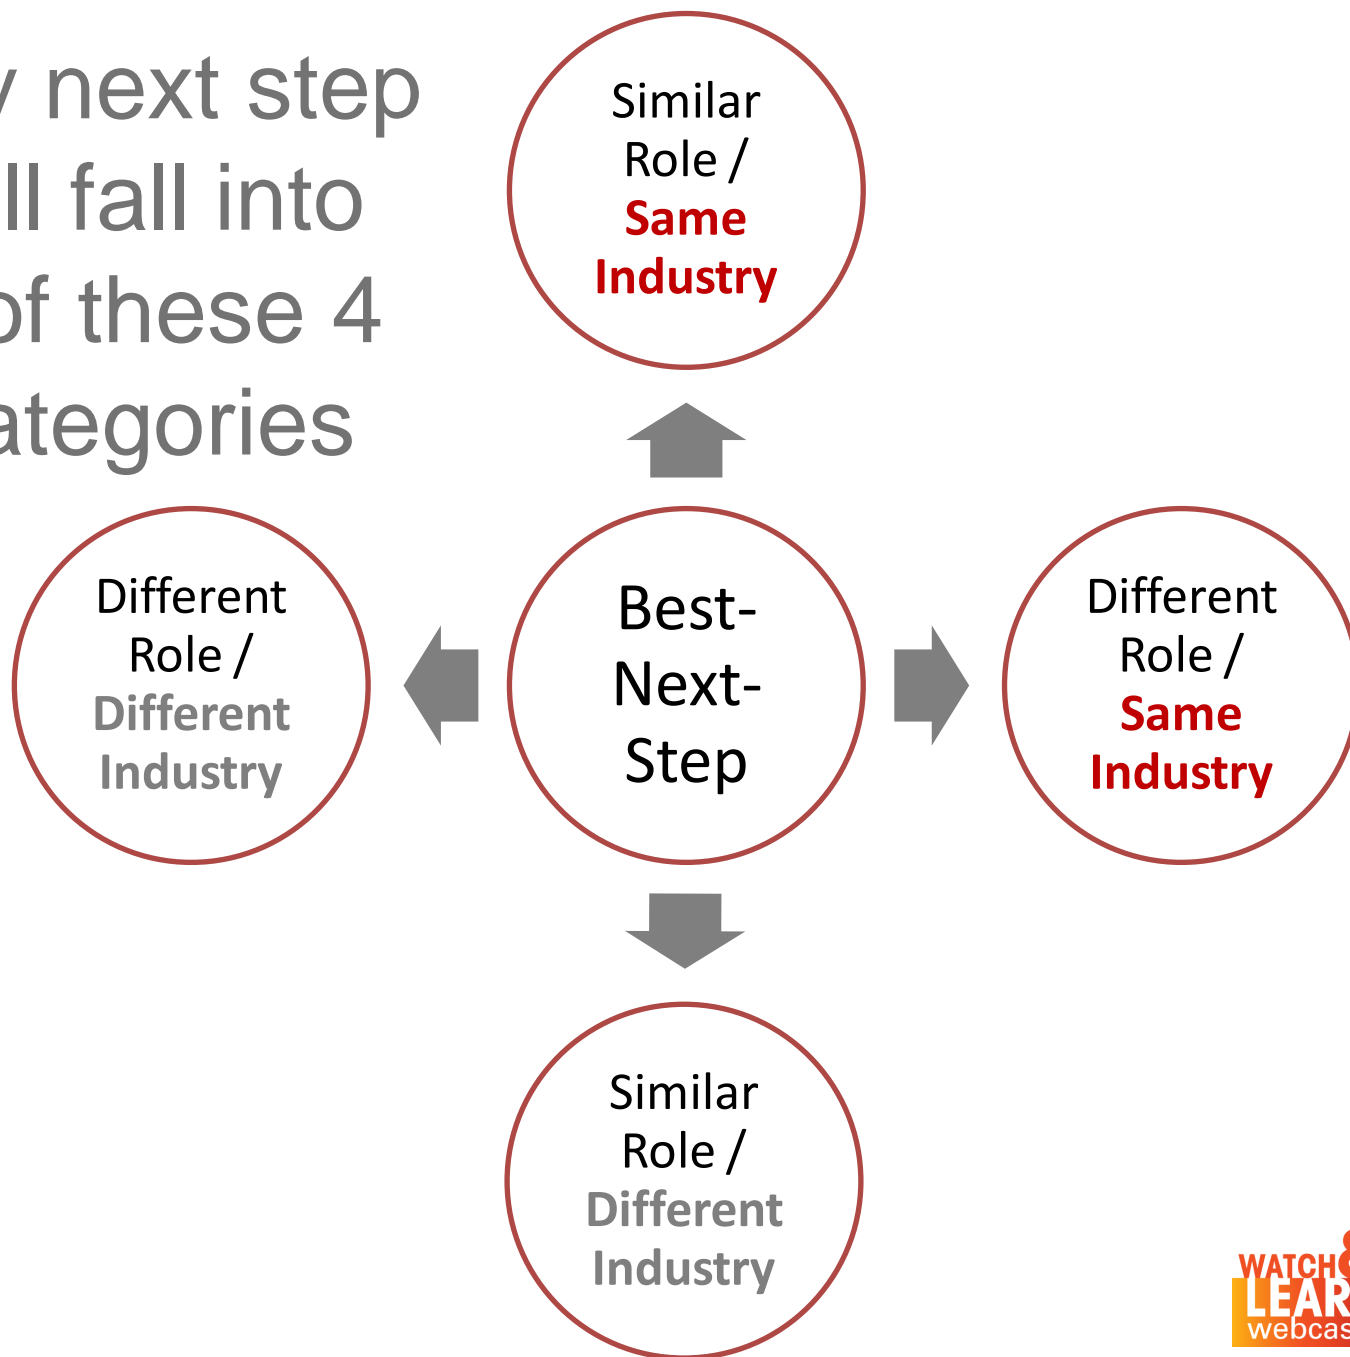 y next step
ll fall into
of these 4
ategories
Similar
Role /
Same
Industry
Different
Role /
Different
Industry
Best-
Next-
Step
Different
Role /
Same
Industry
Similar
Role /
Different
Industry
WATCH&
LEAR
webcas